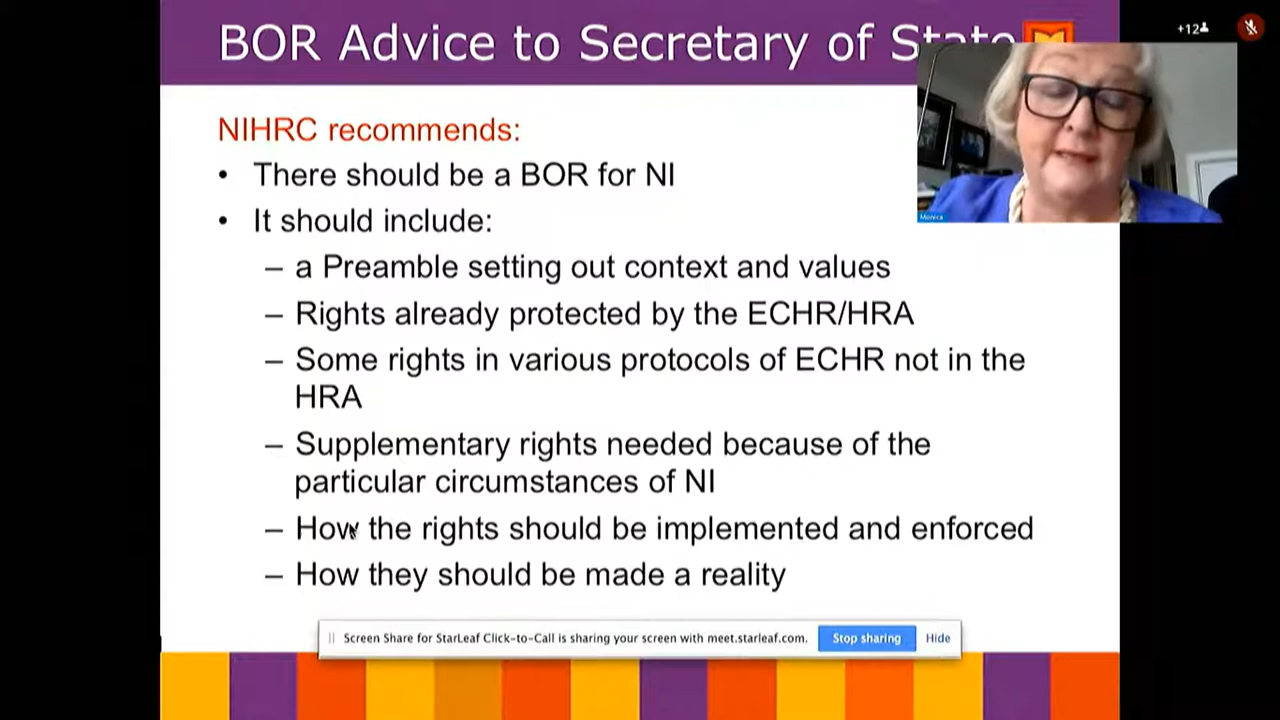 BOR Advice to Secretary of State
+12
NIHRC recommends:
• There should be a BOR for NI
• It should include:
– a Preamble setting out context and values
– Rights already protected by the ECHR/HRA
– Some rights in various protocols of ECHR not in the
HRA
– Supplementary rights needed because of the
particular circumstances of NI
– How the rights should be implemented and enforced
– How they should be made a reality
Monica
Screen Share for StarLeaf Click-to-Call is sharing your screen with meet.starleaf.com.
Stop sharing
Hide